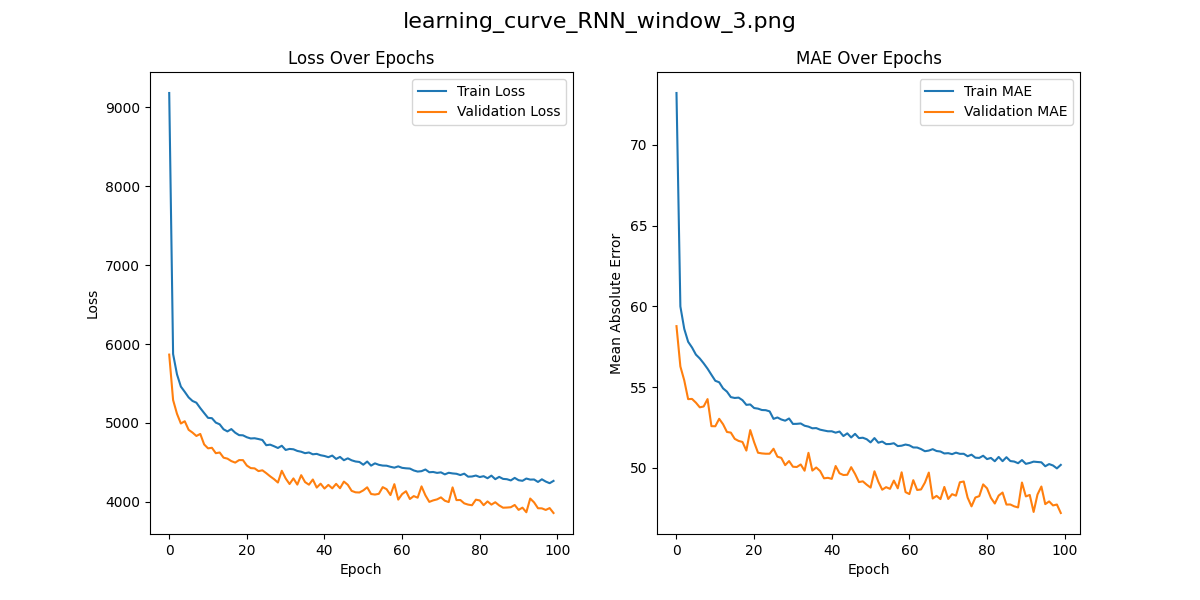 learning_curve_RNN_window_3.png
Loss Over Epochs
Train Loss
Validation Loss
9000
8000
7000
6000
5000
4000
Loss
0 20 40 60 80 100
Epoch
MAE Over Epochs
Train MAE
Validation MAE
70
65
60
55
50
Mean Absolute Error
0 20 40 60 80 100
Epoch